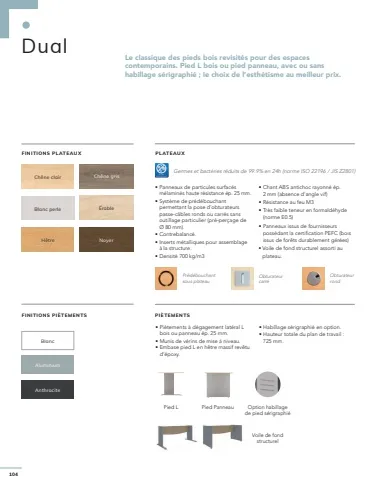 Dual
Le classique des pieds bois revisités pour des espaces
contemporains. Pied L bois ou pied panneau, avec ou sans
habillage sérigraphié ; le choix de l'esthétisme au meilleur prix.
FINITIONS PLATEAUX
Chêne clair
Chêne gris
Blanc perle
Érable
Hêtre
Noyer
PLATEAUX
Germes et bactéries réduits de 99.9% en 24h (norme ISO 22196 / JIS Z2801)
• Panneaux de particules surfacés
mélaminés haute résistance ép. 25 mm.
• Système de prédébouchant
permettant la pose d'obturateurs
passe-câbles ronds ou carrés sans
outillage particulier (pré-perçage de
Ø 80 mm).
• Contrebalancé.
• Inserts métalliques pour assemblage
à la structure.
• Densité 700 kg/m3
• Chant ABS antichoc rayonné ép.
2 mm (absence d'angle vif)
• Résistance au feu M3
• Très faible teneur en formaldéhyde
(norme E0.5)
• Panneaux issus de fournisseurs
possédant la certification PEFC (bois
issus de forêts durablement gérées)
• Voile de fond structurel assorti au
plateau.
Prédébouchant
sous plateau
Obturateur
carré
Obturateur
rond
FINITIONS PIÉTEMENTS
Blanc
Aluminium
Anthracite
PIÉTEMENTS
• Piétements à dégagement latéral L
bois ou panneau ép. 25 mm.
• Munis de vérins de mise à niveau.
• Embase pied L en hêtre massif revêtu
d'époxy.
• Habillage sérigraphié en option.
• Hauteur totale du plan de travail :
725 mm.
Pied L
Pied Panneau
Option habillage
de pied sérigraphié
Voile de fond
structurel
104